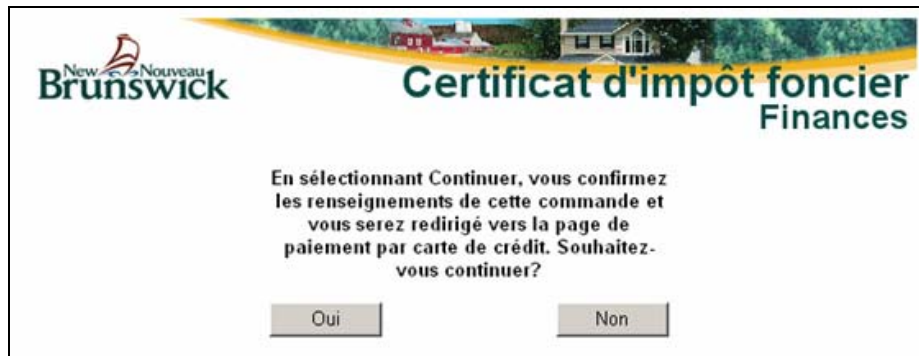 New Nouveau
Brunswick
Certificat d'impôt foncier
Finances
En sélectionnant Continuer, vous confirmez
les renseignements de cette commande et
vous serez redirigé vers la page de
paiement par carte de crédit. Souhaitez-
vous continuer?
Oui
Non